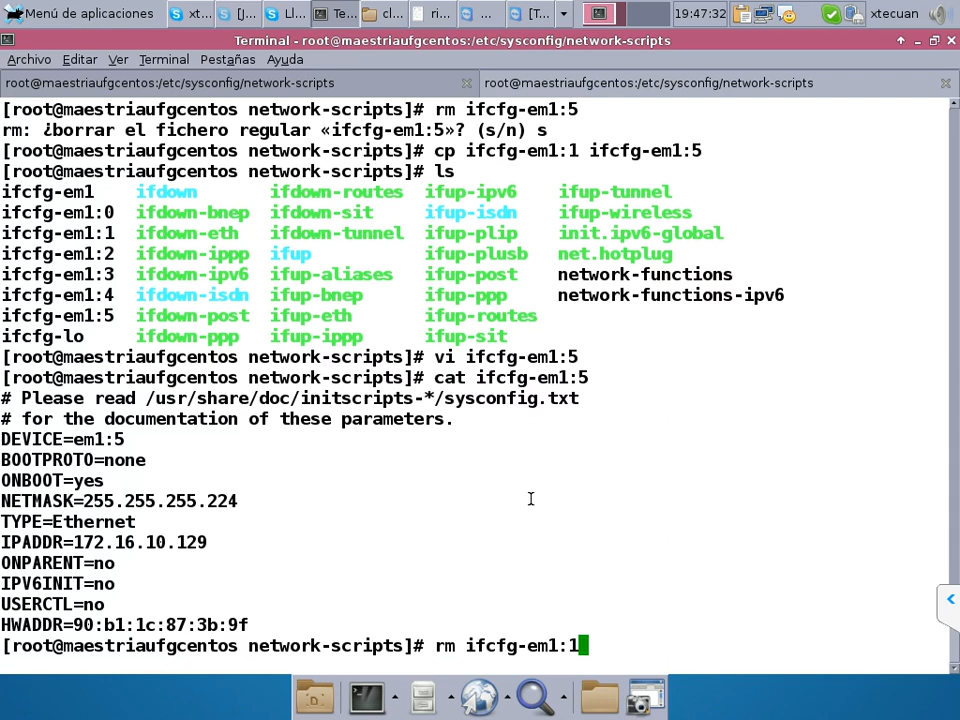 Menú de aplicaciones
xt...
[J...
Ll...
Te...
cl...
ri...
...
[T...
19:47:32
xtecuan
Terminal - root@maestriaufgcentos:/etc/sysconfig/network-scripts
Archivo Editar Ver Terminal Pestañas Ayuda
root@maestriaufgcentos:/etc/sysconfig/network-scripts
root@maestriaufgcentos:/etc/sysconfig/network-scripts
[root@maestriaufgcentos network-scripts]# rm ifcfg-em1:5
rm: ¿borrar el fichero regular «ifcfg-em1:5»? (s/n) s
[root@maestriaufgcentos network-scripts]# cp ifcfg-em1:1 ifcfg-em1:5
[root@maestriaufgcentos network-scripts]# ls
ifcfg-em1 ifdown ifdown-routes ifup-ipv6 ifup-tunnel
ifcfg-em1:0 ifdown-bnep ifdown-sit ifup-isdn ifup-wireless
ifcfg-em1:1 ifdown-eth ifdown-tunnel ifup-plip init.ipv6-global
ifcfg-em1:2 ifdown-ippp ifup ifup-plusb net.hotplug
ifcfg-em1:3 ifdown-ipv6 ifup-aliases ifup-post network-functions
ifcfg-em1:4 ifdown-isdn ifup-bnep ifup-ppp network-functions-ipv6
ifcfg-em1:5 ifdown-post ifup-eth ifup-routes
ifcfg-lo ifdown-ppp ifup-ippp ifup-sit
[root@maestriaufgcentos network-scripts]# vi ifcfg-em1:5
[root@maestriaufgcentos network-scripts]# cat ifcfg-em1:5
# Please read /usr/share/doc/initscripts-*/sysconfig.txt
# for the documentation of these parameters.
DEVICE=em1:5
BOOTPROTO=none
ONBOOT=yes
NETMASK=255.255.255.224
TYPE=Ethernet
IPADDR=172.16.10.129
ONPARENT=no
IPV6INIT=no
USERCTL=no
HWADDR=90:b1:1c:87:3b:9f
[root@maestriaufgcentos network-scripts]# rm ifcfg-em1:1